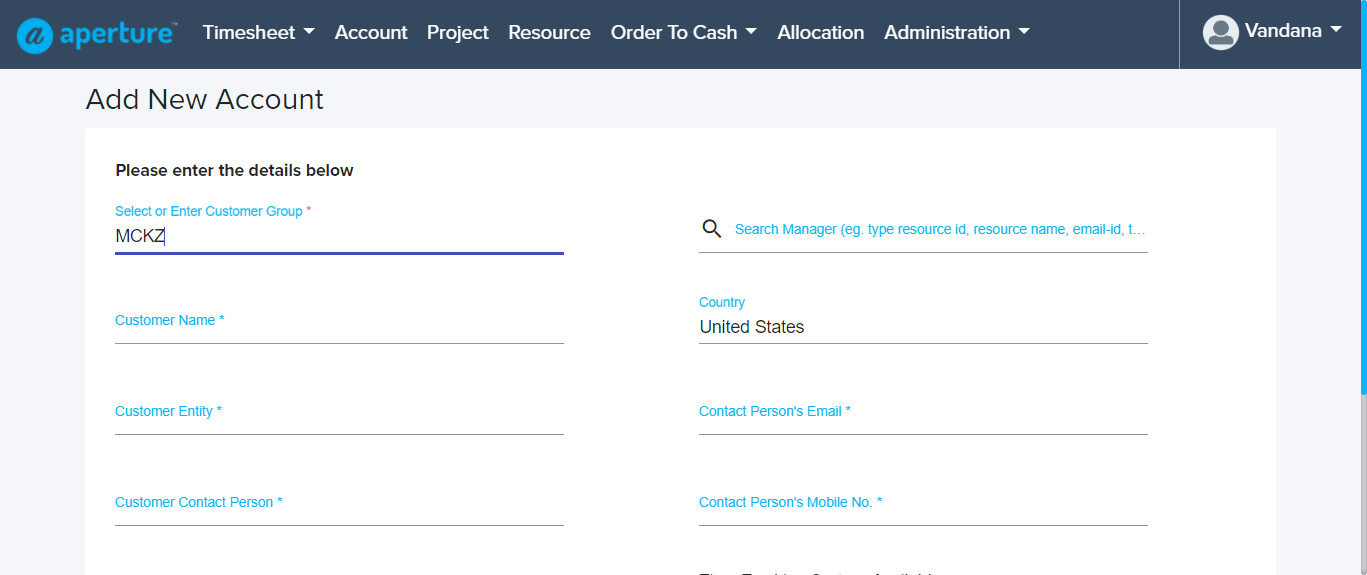 aperture™ Timesheet Account Project Resource Order To Cash Allocation Administration Vandana
Add New Account
Please enter the details below
Select or Enter Customer Group *
MCKZ
Search Manager (eg. type resource id, resource name, email-id, t...
Customer Name *
Country
United States
Customer Entity *
Contact Person's Email *
Customer Contact Person *
Contact Person's Mobile No. *